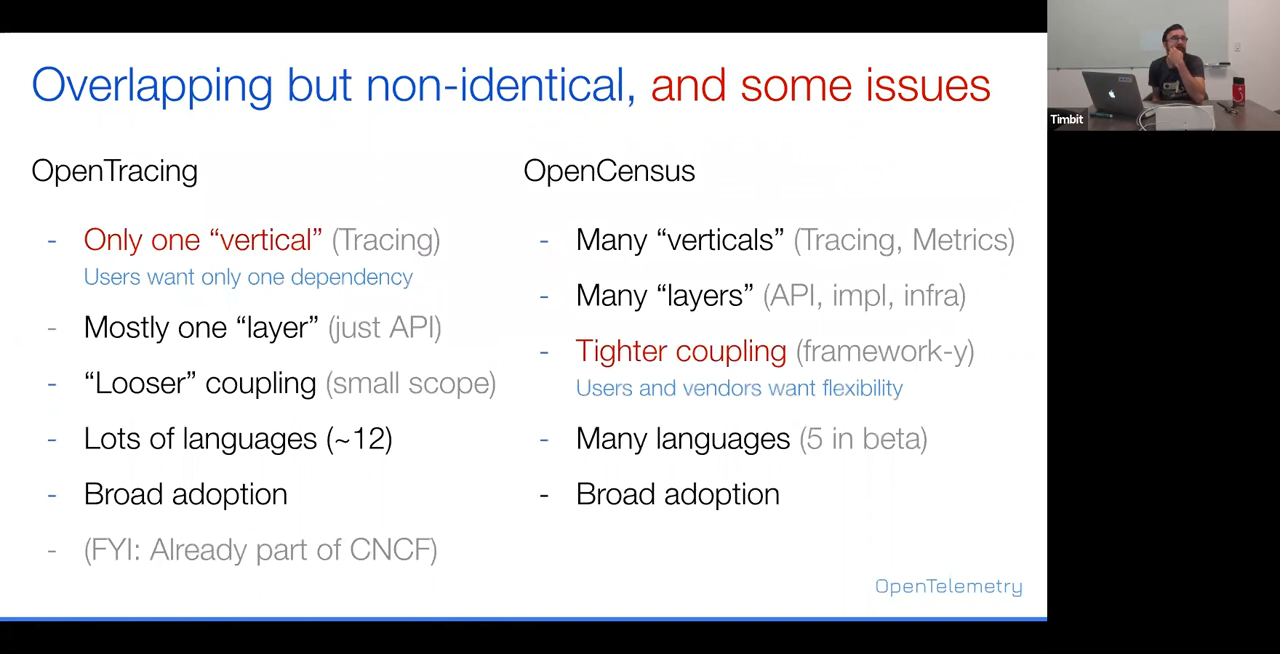 Overlapping but non-identical, and some issues
Timbit
OpenTracing
- Only one “vertical” (Tracing)
Users want only one dependency
- Mostly one “layer” (just API)
- “Looser” coupling (small scope)
- Lots of languages (~12)
- Broad adoption
- (FYI: Already part of CNCF)
OpenCensus
- Many “verticals” (Tracing, Metrics)
- Many “layers” (API, impl, infra)
- Tighter coupling (framework-y)
Users and vendors want flexibility
- Many languages (5 in beta)
- Broad adoption
OpenTelemetry